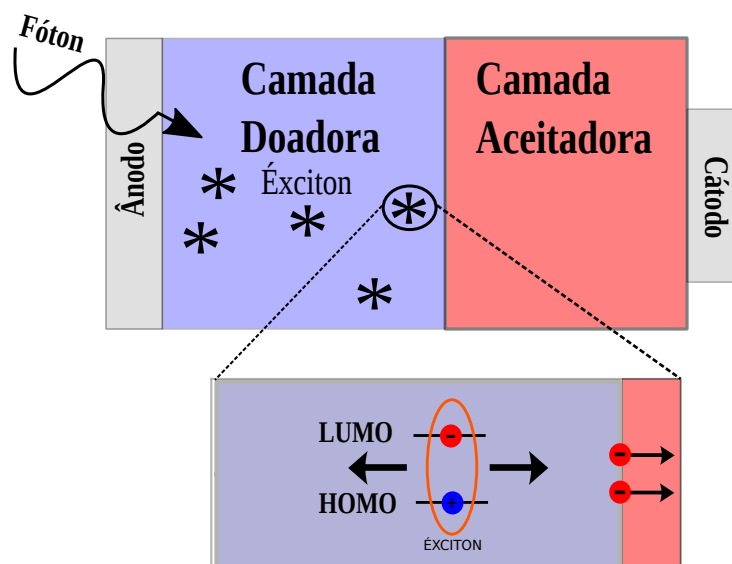 Fóton
Ânodo
Camada
Doadora
Éxciton
Camada
Aceitadora
Cátodo
*
*
*
*
*
LUMO
-
HOMO
+
ÉXCITON
-
-